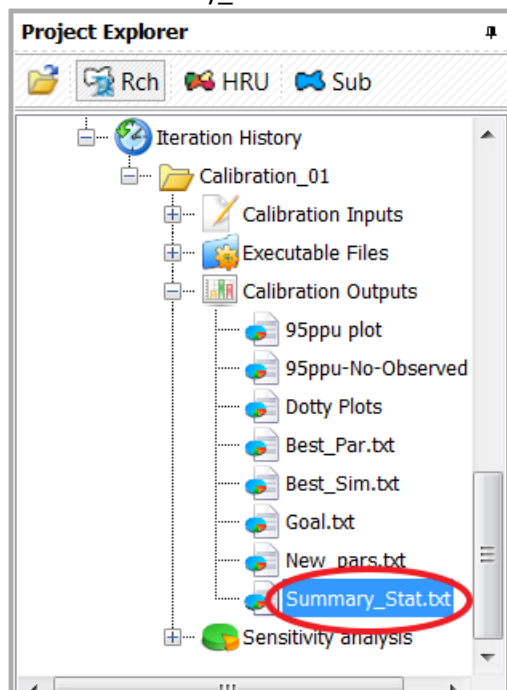 Project Explorer
Rch HRU Sub
Iteration History
Calibration_01
Calibration Inputs
Executable Files
Calibration Outputs
95ppu plot
95ppu-No-Observed
Dotty Plots
Best_Par.txt
Best_Sim.txt
Goal.txt
New_pars.txt
Summary_Stat.txt
Sensitivity analysis